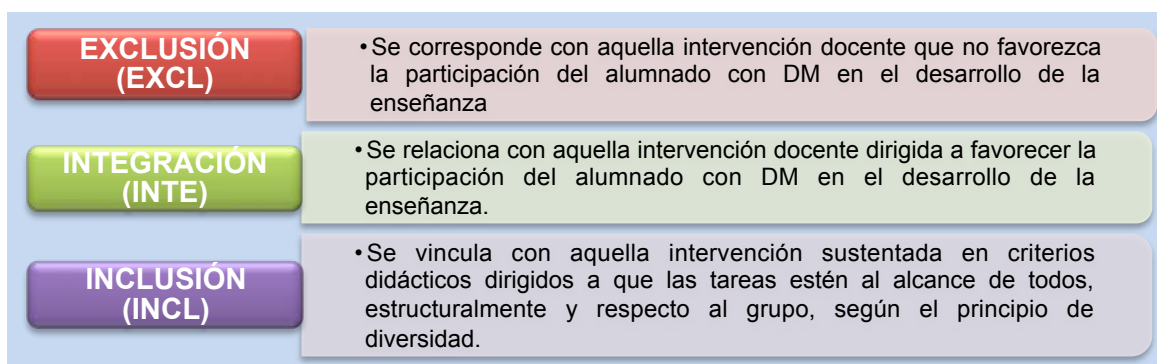 EXCLUSIÓN
(EXCL)
•Se corresponde con aquella intervención docente que no favorezca
la participación del alumnado con DM en el desarrollo de la
enseñanza
INTEGRACIÓN
(INTE)
•Se relaciona con aquella intervención docente dirigida a favorecer la
participación del alumnado con DM en el desarrollo de la
enseñanza.
INCLUSIÓN
(INCL)
•Se vincula con aquella intervención sustentada en criterios
didácticos dirigidos a que las tareas estén al alcance de todos,
estructuralmente y respecto al grupo, según el principio de
diversidad.